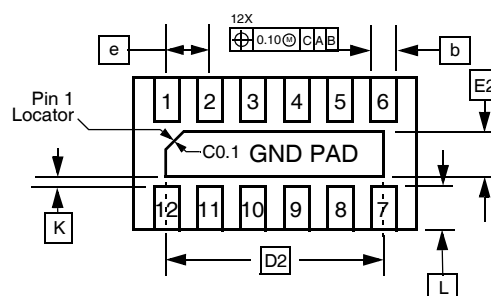 12X
e
⌖ 0.10Ⓜ C A B
b
1 2 3 4 5 6
E2
Pin 1
Locator
C0.1 GND PAD
K
12 11 10 9 8 7
D2
L